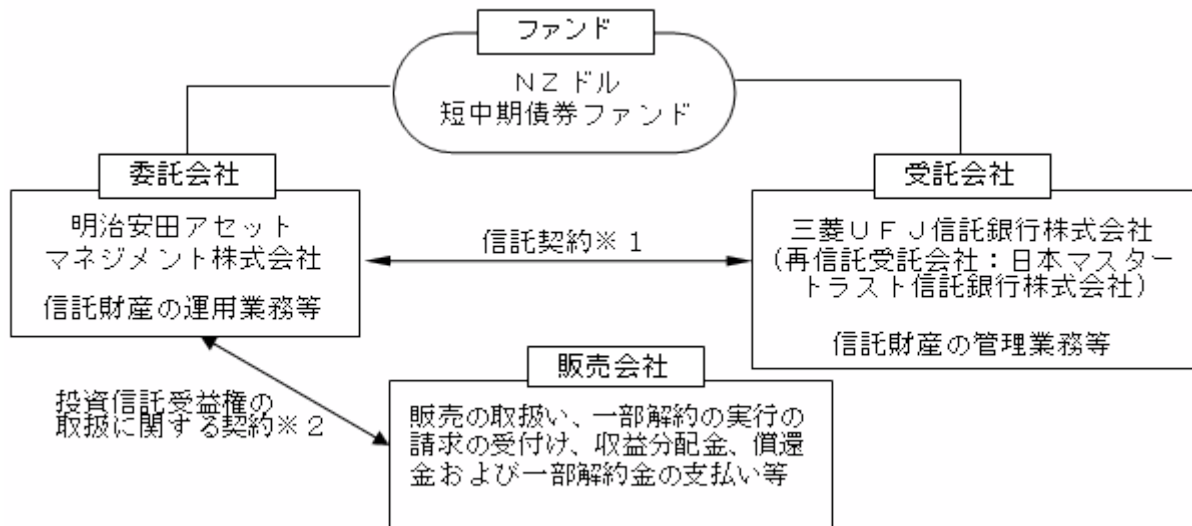 ファンド
NZドル
短中期債券ファンド
委託会社
明治安田アセット
マネジメント株式会社
信託財産の運用業務等
信託契約※1
受託会社
三菱UFJ信託銀行株式会社
(再信託受託会社:日本マスター
トラスト信託銀行株式会社)
信託財産の管理業務等
投資信託受益権の
取扱に関する契約※2
販売会社
販売の取扱い、一部解約の実行の
請求の受付け、収益分配金、償還
金および一部解約金の支払い等